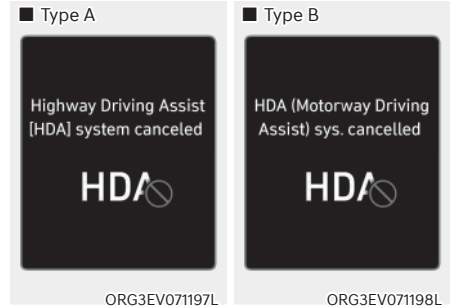 ■ Type A
Highway Driving Assist
[HDA] system canceled
HDA
ORG3EV071197L
■ Type B
HDA (Motorway Driving
Assist) sys. cancelled
HDA
ORG3EV071198L